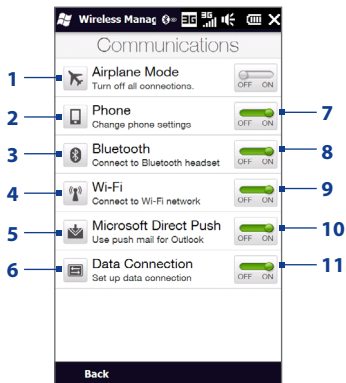 Wireless Manag 3G 3G
Communications
1 Airplane Mode
Turn off all connections. OFF ON
2 Phone 7
Change phone settings OFF ON
3 Bluetooth 8
Connect to Bluetooth headset OFF ON
4 Wi-Fi 9
Connect to Wi-Fi network OFF ON
5 Microsoft Direct Push 10
Use push mail for Outlook OFF ON
6 Data Connection 11
Set up data connection OFF ON
Back